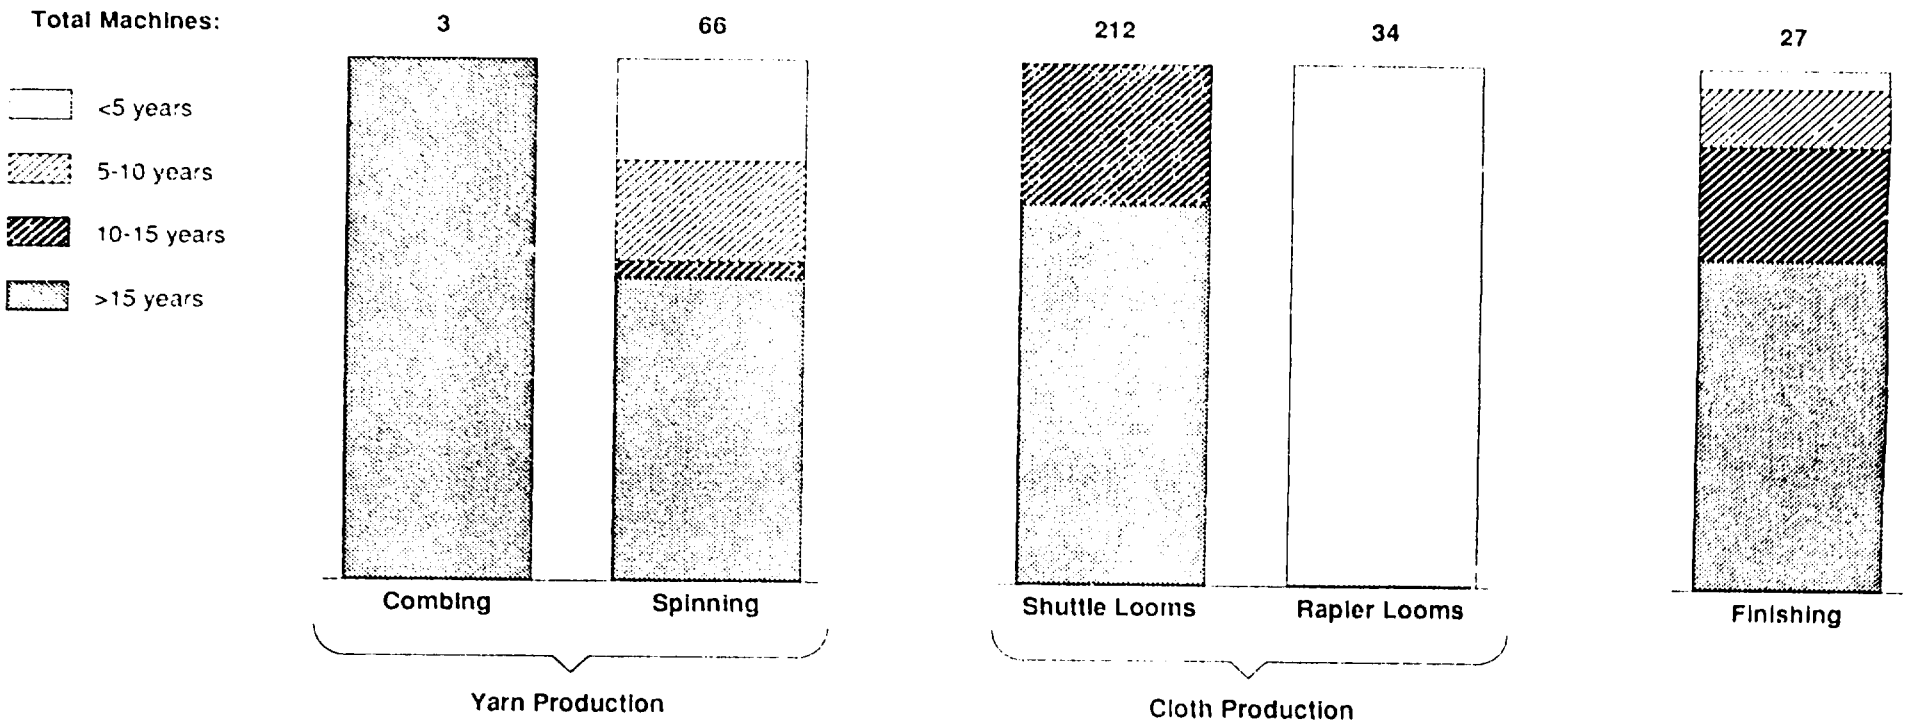 Total Machines:
3
66
212
34
27
<5 years
5-10 years
10-15 years
>15 years
Combing
Spinning
Shuttle Looms
Rapier Looms
Finishing
Yarn Production
Cloth Production